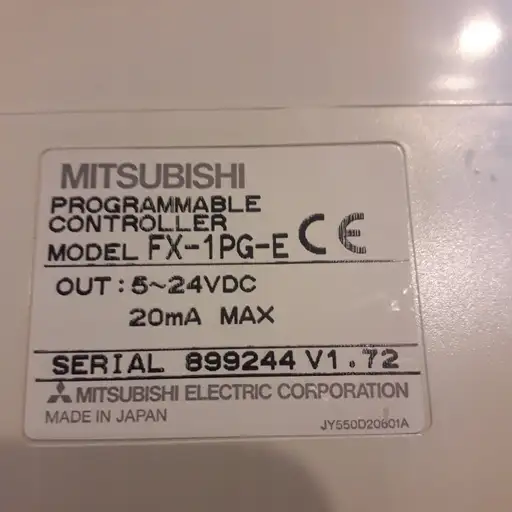 MITSUBISHI
PROGRAMMABLE
CONTROLLER
MODEL FX-1PG-E CE
OUT : 5~24VDC
20mA MAX
SERIAL 899244 V1.72
MITSUBISHI ELECTRIC CORPORATION
MADE IN JAPAN JY550D20601A